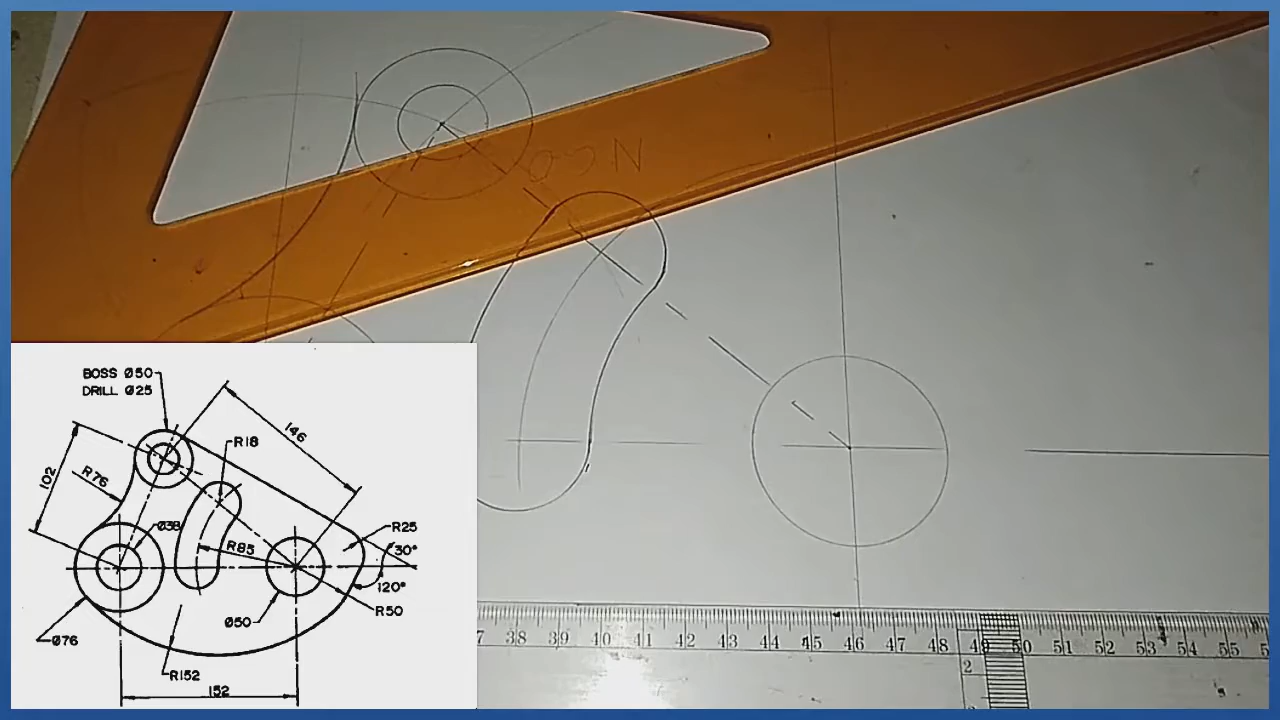 BOSS Ø50
DRILL Ø25
146
R18
102
R76
Ø38
R85
R25
30°
120°
Ø50
R50
Ø76
R152
152
7 38 39 40 41 42 43 44 45 46 47 48 49 50 51 52 53 54 55
2